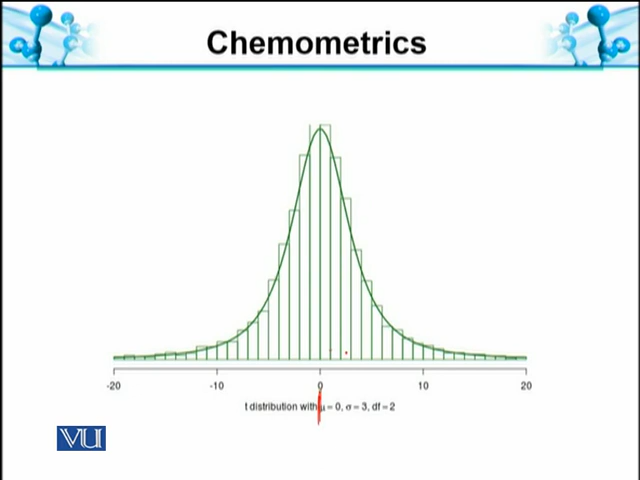 Chemometrics
-20 -10 0 10 20
t distribution with μ = 0, σ = 3, df = 2
VU